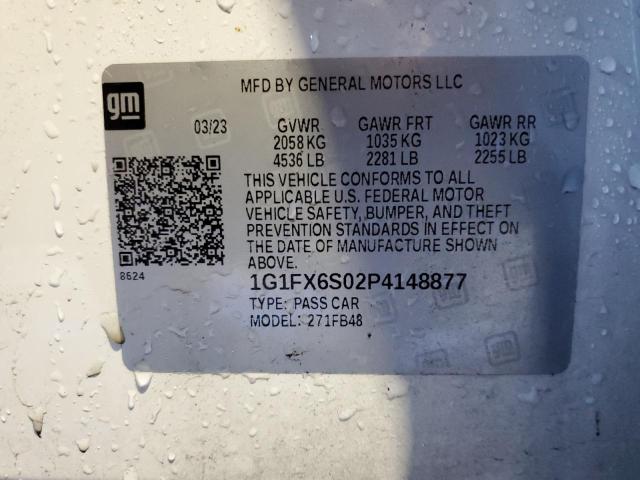 gm
MFD BY GENERAL MOTORS LLC
03/23 GVWR GAWR FRT GAWR RR
2058 KG 1035 KG 1023 KG
4536 LB 2281 LB 2255 LB
THIS VEHICLE CONFORMS TO ALL
APPLICABLE U.S. FEDERAL MOTOR
VEHICLE SAFETY, BUMPER, AND THEFT
PREVENTION STANDARDS IN EFFECT ON
THE DATE OF MANUFACTURE SHOWN
ABOVE.
8624
1G1FX6S02P4148877
TYPE: PASS CAR
MODEL: 271FB48